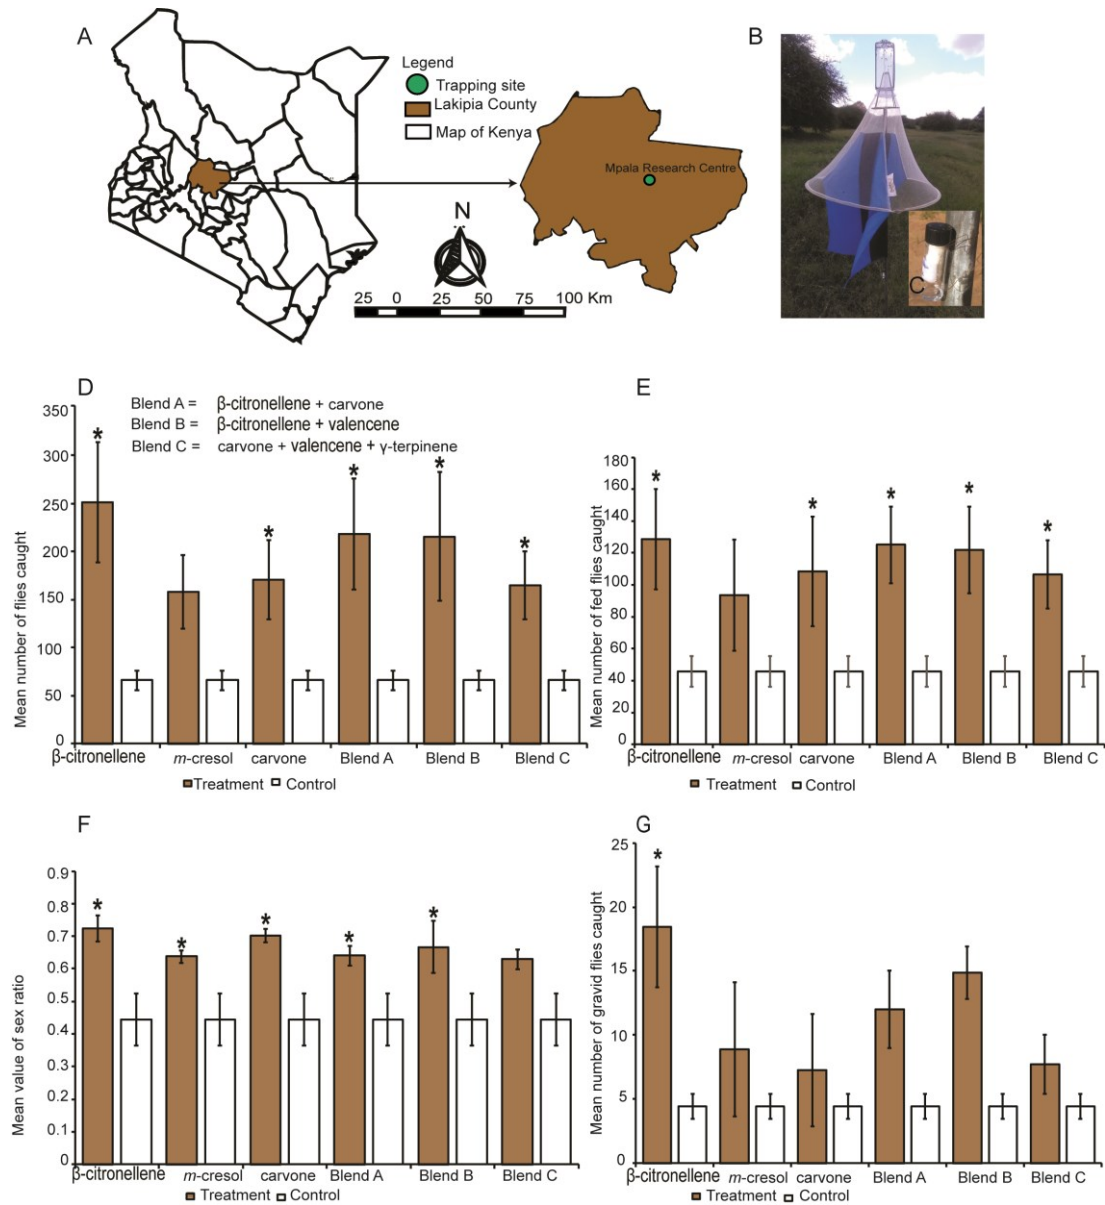 A
Legend
Trapping site
Lakipia County
Map of Kenya
Mpala Research Centre
N
25 0 25 50 75 100 Km
B
C
D
Blend A = β-citronellene + carvone
Blend B = β-citronellene + valencene
Blend C = carvone + valencene + γ-terpinene
Mean number of flies caught
350
300
250
200
150
100
50
0
* * * * *
β-citronellene m-cresol carvone Blend A Blend B Blend C
Treatment Control
E
Mean number of fed flies caught
180
160
140
120
100
80
60
40
20
0
* * * * *
β-citronellene m-cresol carvone Blend A Blend B Blend C
Treatment Control
F
Mean value of sex ratio
0.9
0.8
0.7
0.6
0.5
0.4
0.3
0.2
0.1
0
* * * * *
β-citronellene m-cresol carvone Blend A Blend B Blend C
Treatment Control
G
Mean number of gravid flies caught
25
20
15
10
5
0
*
β-citronellene m-cresol carvone Blend A Blend B Blend C
Treatment Control